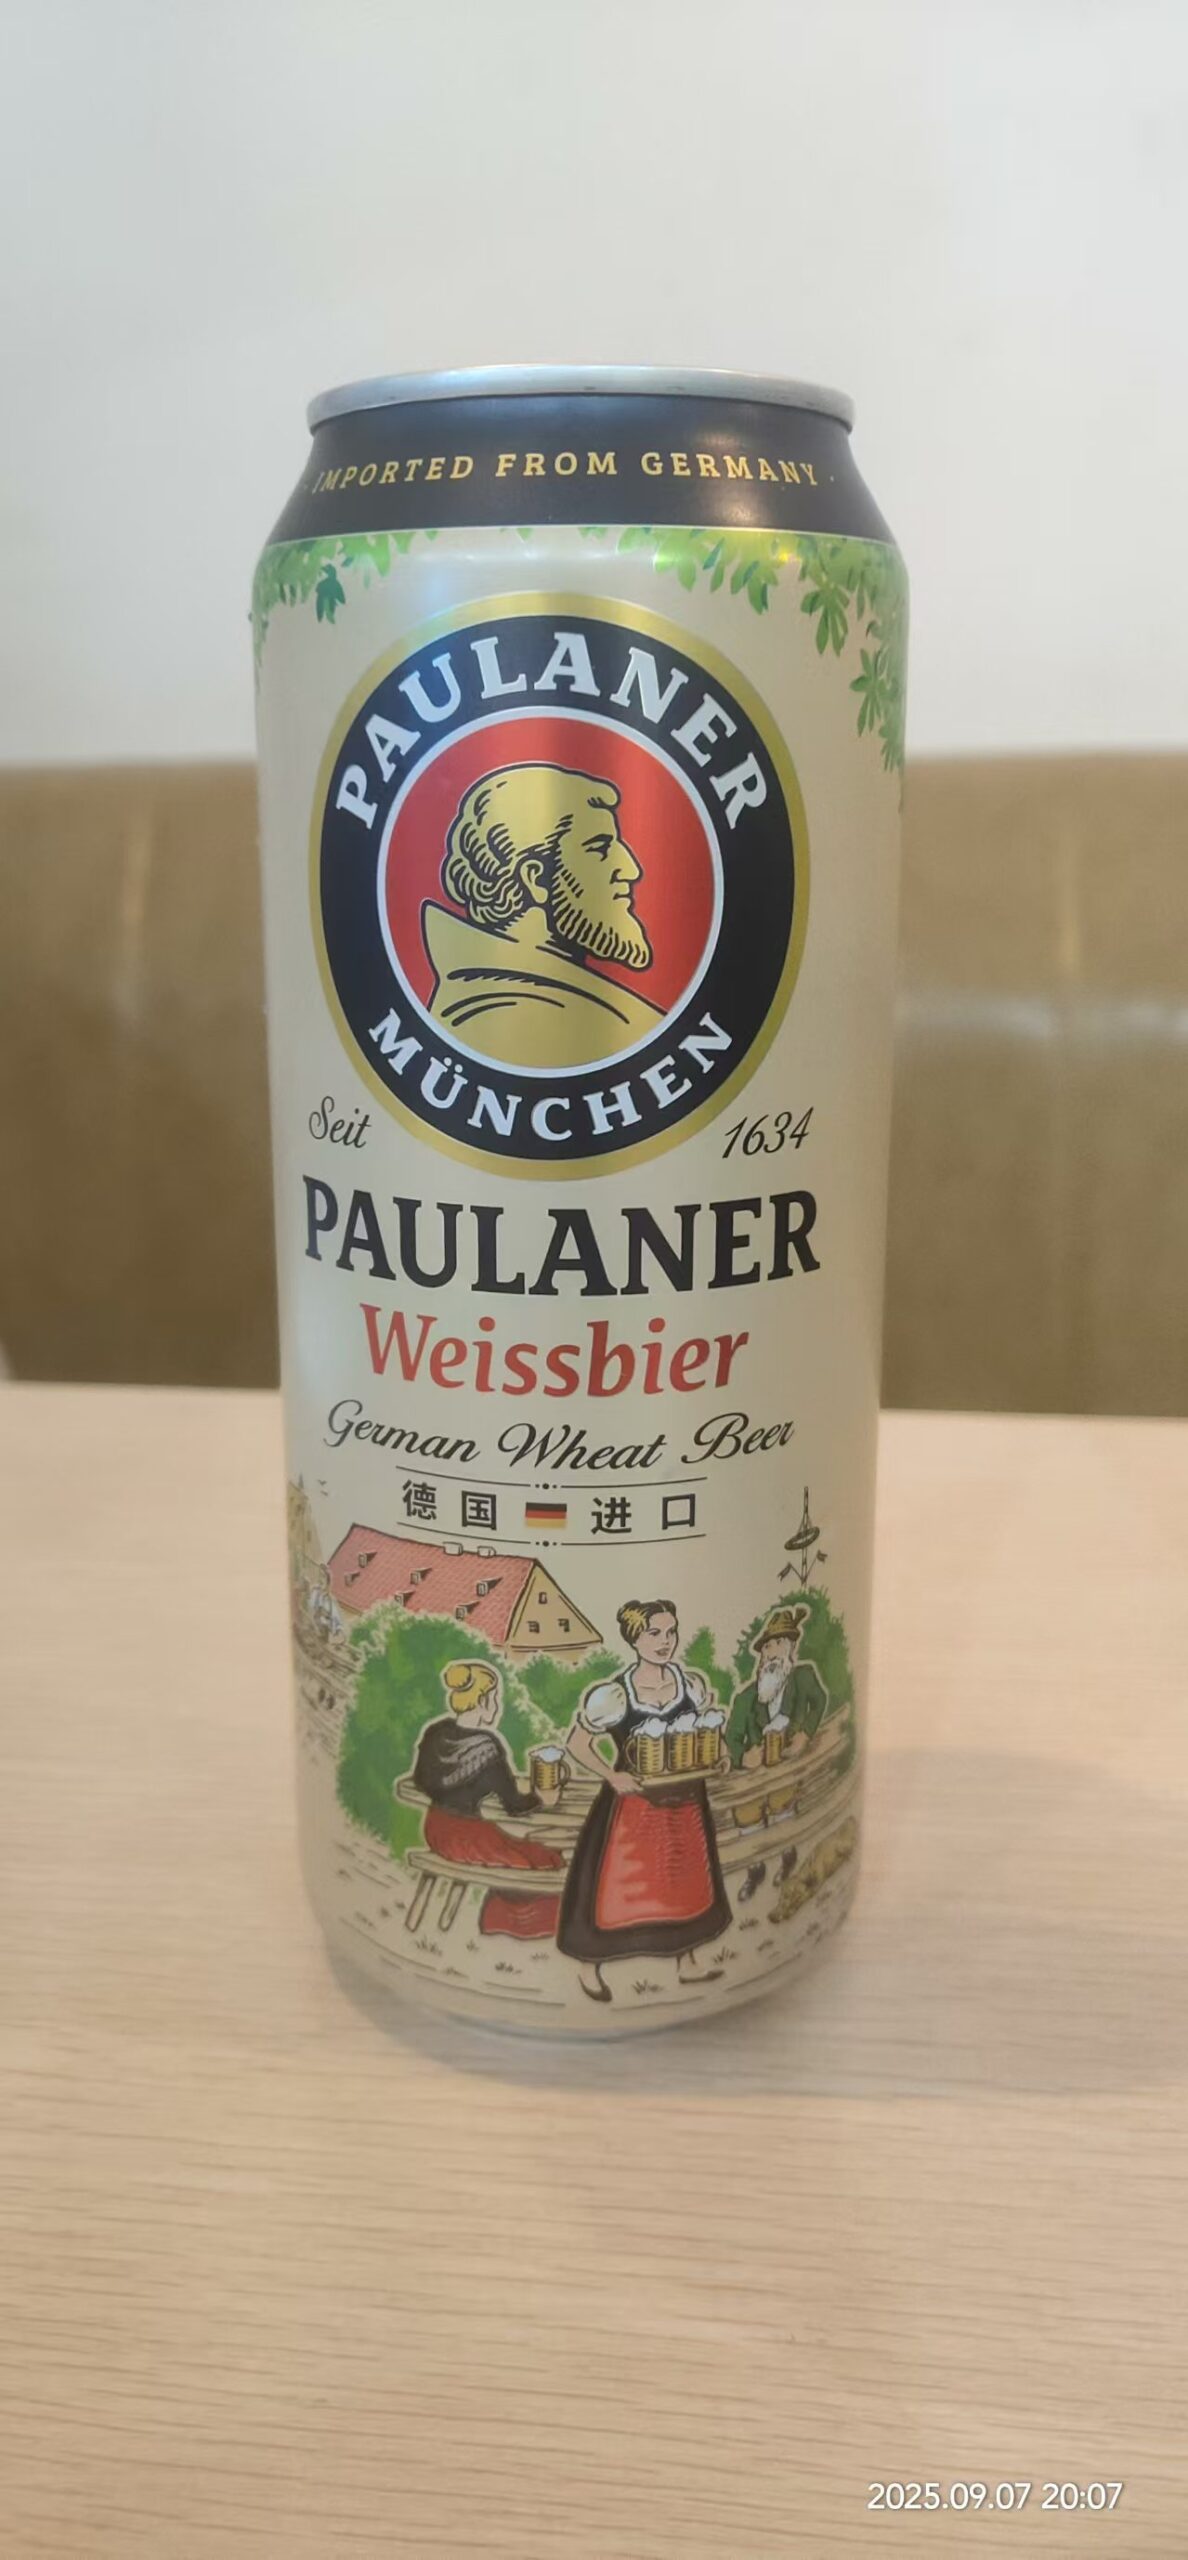 IMPORTED FROM GERMANY
PAULANER
MÜNCHEN
Seit 1634
PAULANER
Weissbier
German Wheat Beer
德国进口
2025.09.07 20:07